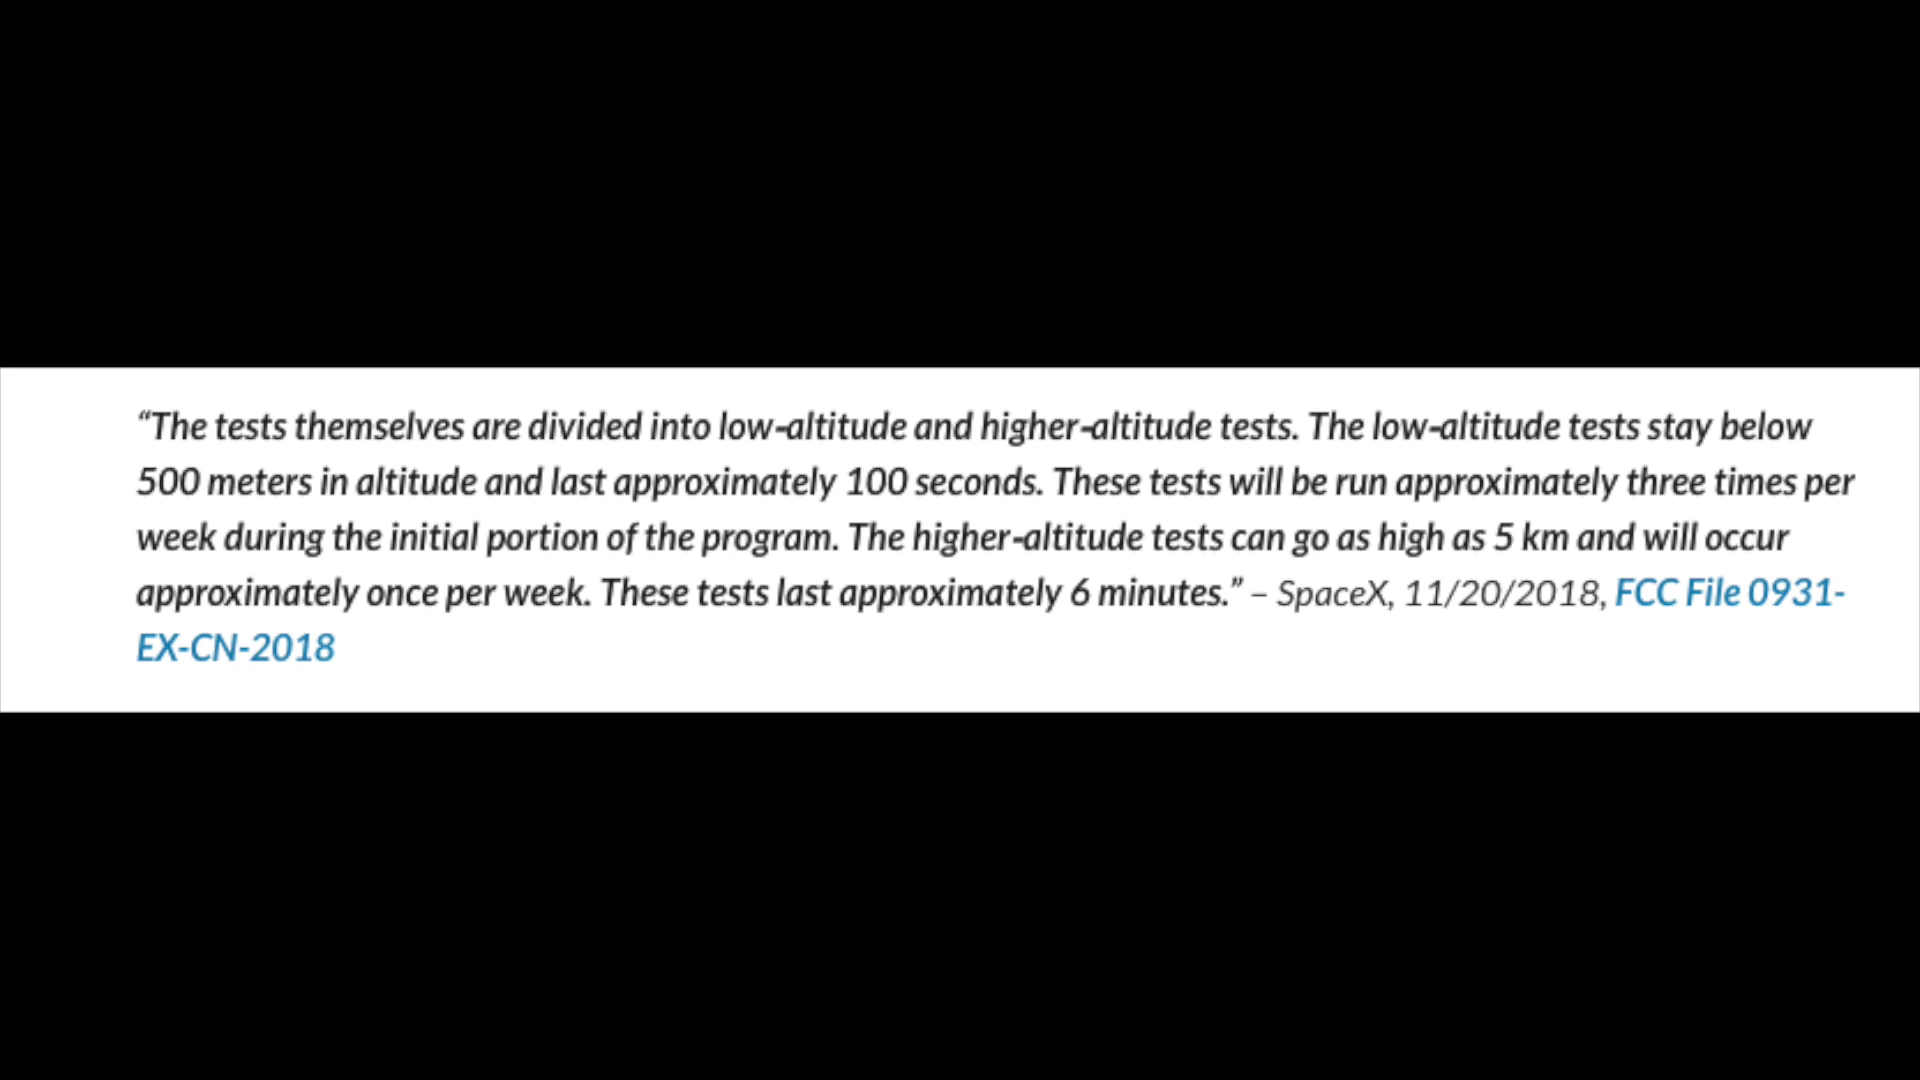 “The tests themselves are divided into low-altitude and higher-altitude tests. The low-altitude tests stay below
500 meters in altitude and last approximately 100 seconds. These tests will be run approximately three times per
week during the initial portion of the program. The higher-altitude tests can go as high as 5 km and will occur
approximately once per week. These tests last approximately 6 minutes.” – SpaceX, 11/20/2018, FCC File 0931-
EX-CN-2018